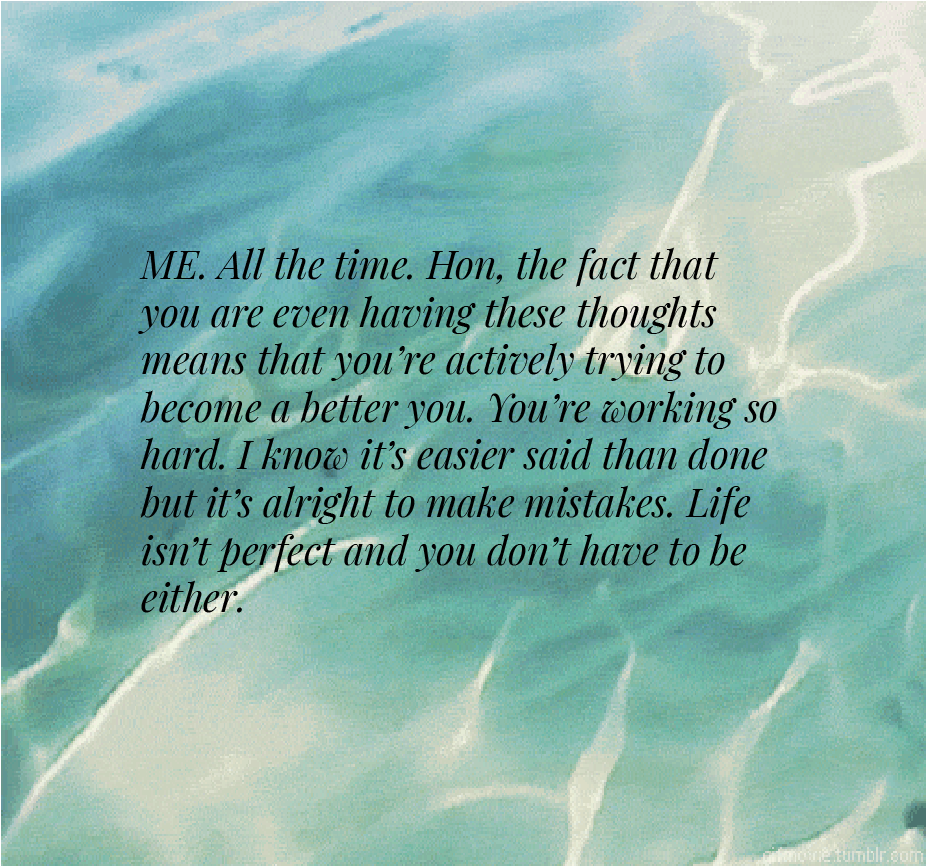 ME. All the time. Hon, the fact that
you are even having these thoughts
means that you’re actively trying to
become a better you. You’re working so
hard. I know it’s easier said than done
but it’s alright to make mistakes. Life
isn’t perfect and you don’t have to be
either.